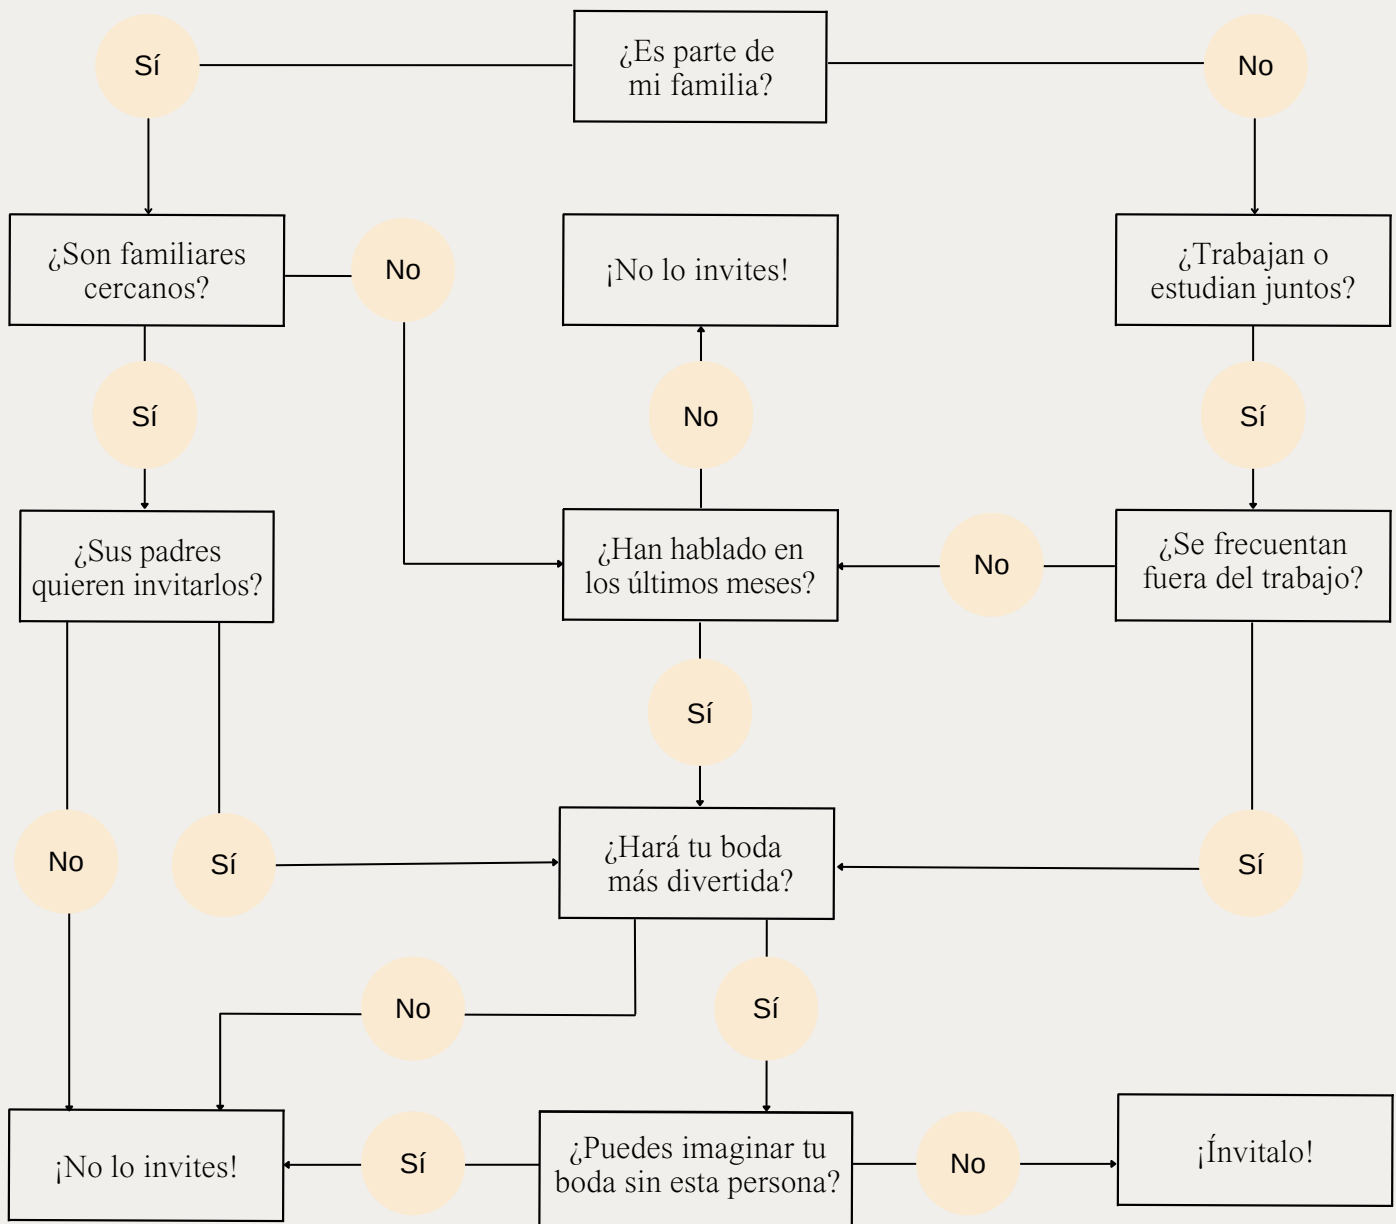 Sí
¿Es parte de
mi familia?
No
¿Son familiares
cercanos?
No
¡No lo invites!
¿Trabajan o
estudian juntos?
Sí
No
Sí
¿Sus padres
quieren invitarlos?
¿Han hablado en
los últimos meses?
No
¿Se frecuentan
fuera del trabajo?
Sí
No
Sí
¿Hará tu boda
más divertida?
Sí
No
Sí
¡No lo invites!
Sí
¿Puedes imaginar tu
boda sin esta persona?
No
¡Ínvitalo!